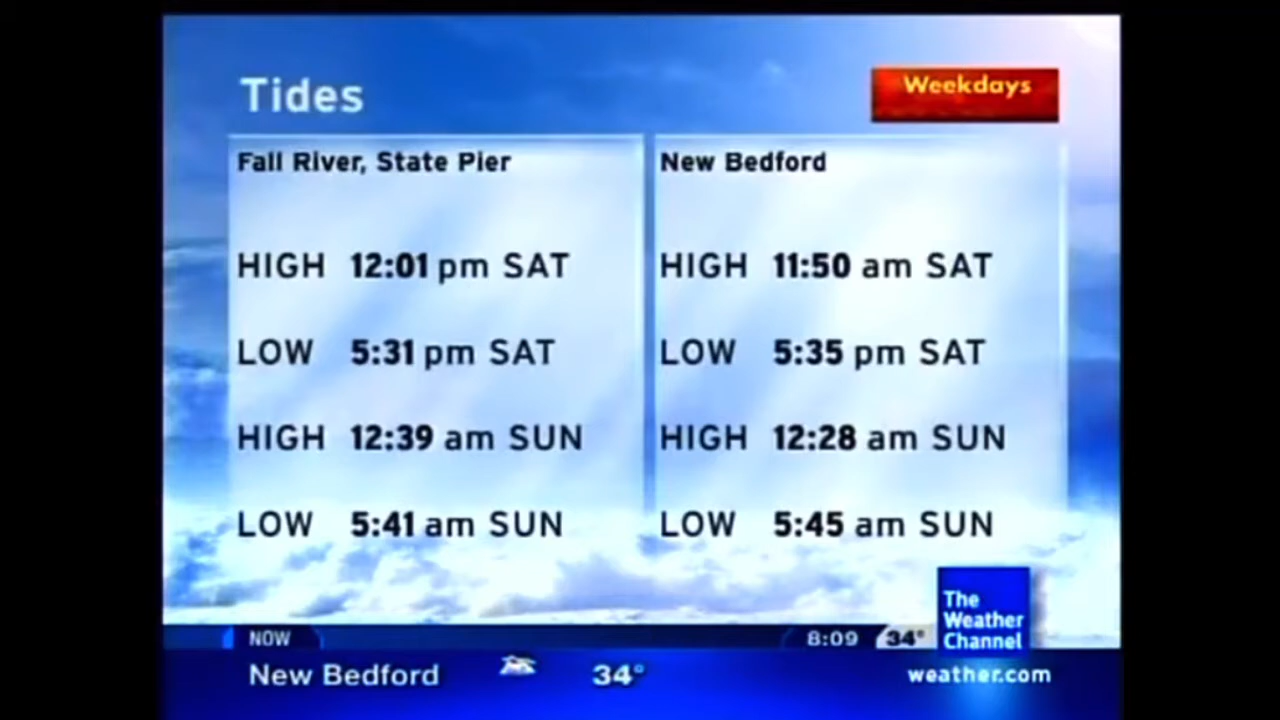 Tides
Weekdays
Fall River, State Pier
HIGH 12:01 pm SAT
LOW 5:31 pm SAT
HIGH 12:39 am SUN
LOW 5:41 am SUN
New Bedford
HIGH 11:50 am SAT
LOW 5:35 pm SAT
HIGH 12:28 am SUN
LOW 5:45 am SUN
The
Weather
Channel
NOW
8:09 34°
New Bedford 34°
weather.com